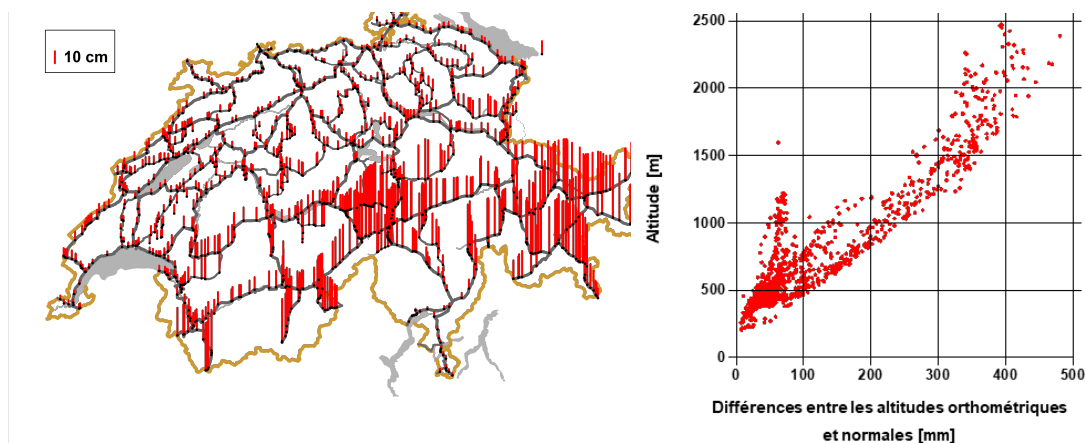 10 cm
2500
2000
1500
1000
500
0
Altitude [m]
0 100 200 300 400 500
Différences entre les altitudes orthométriques
et normales [mm]